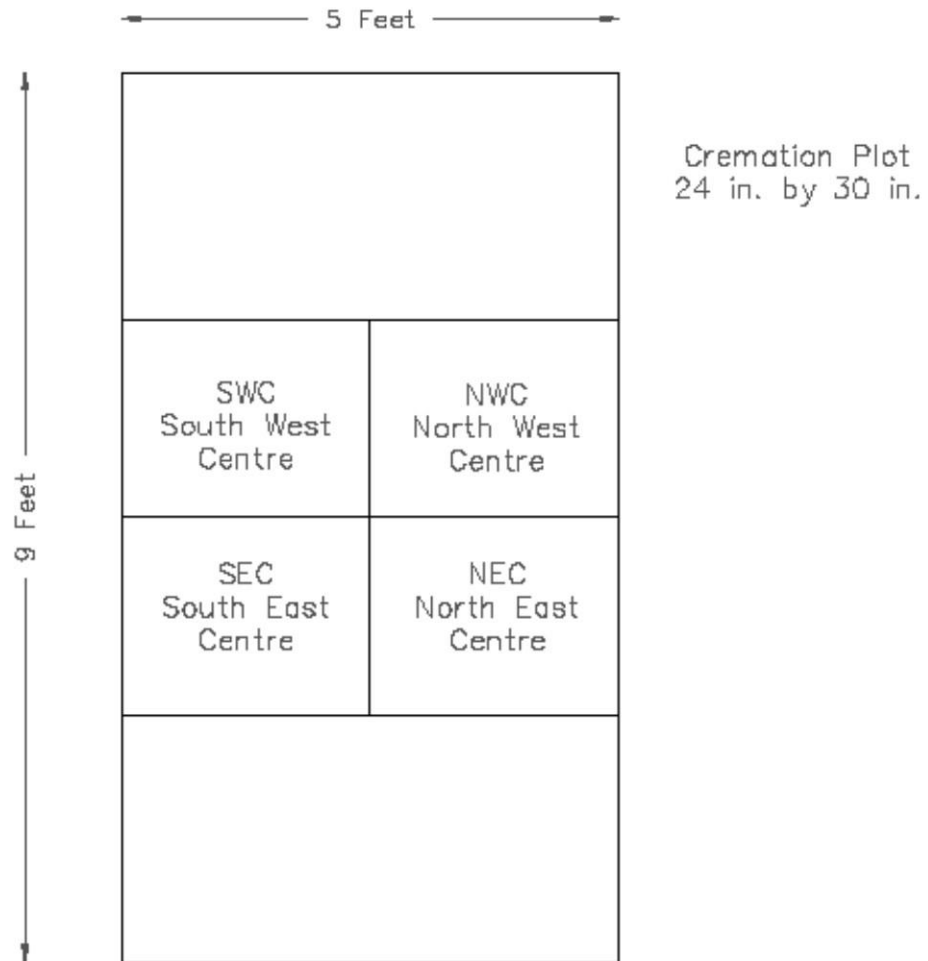 5 Feet
Cremation Plot
24 in. by 30 in.
SWC
South West
Centre
NWC
North West
Centre
9 Feet
SEC
South East
Centre
NEC
North East
Centre